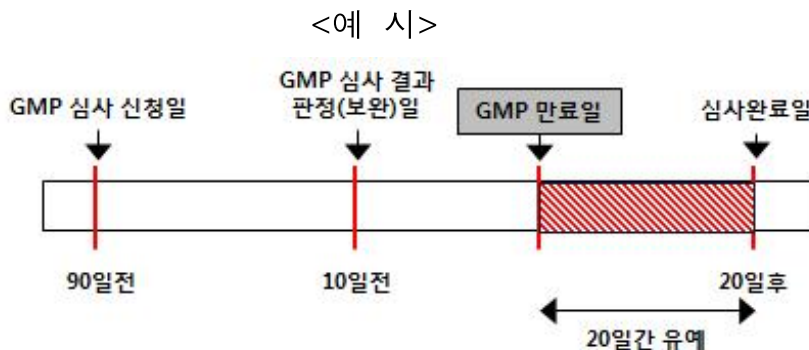 <예 시>
GMP 심사 신청일
GMP 심사 결과
판정(보완)일
GMP 만료일
심사완료일
90일전
10일전
20일후
20일간 유예